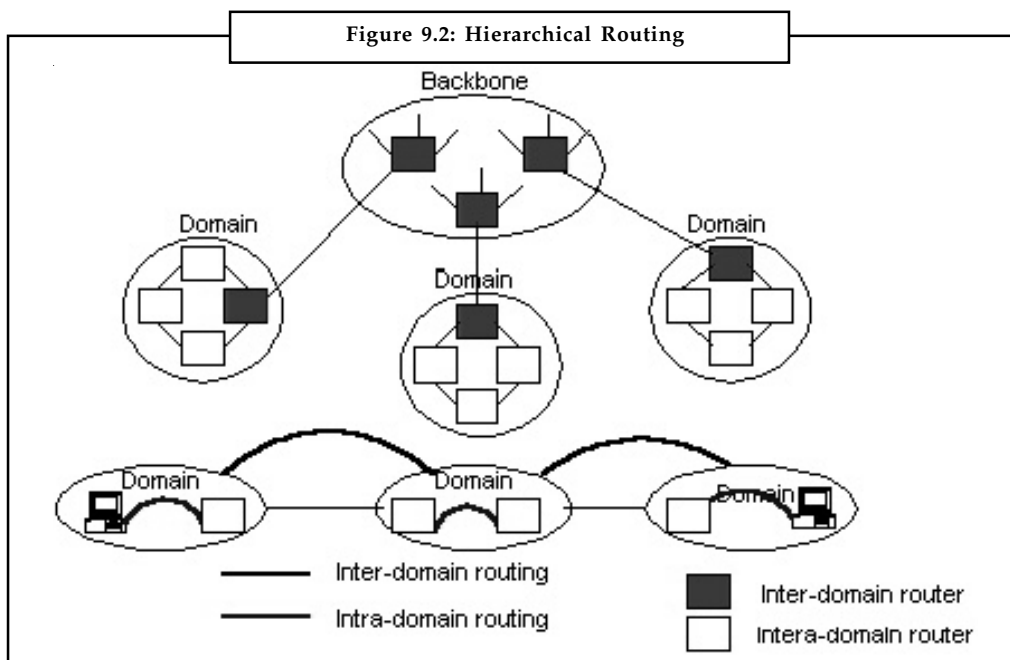 Figure 9.2: Hierarchical Routing
Backbone
Domain
Domain
Domain
Domain
Domain
Domain
Inter-domain routing
Intra-domain routing
Inter-domain router
Intera-domain router